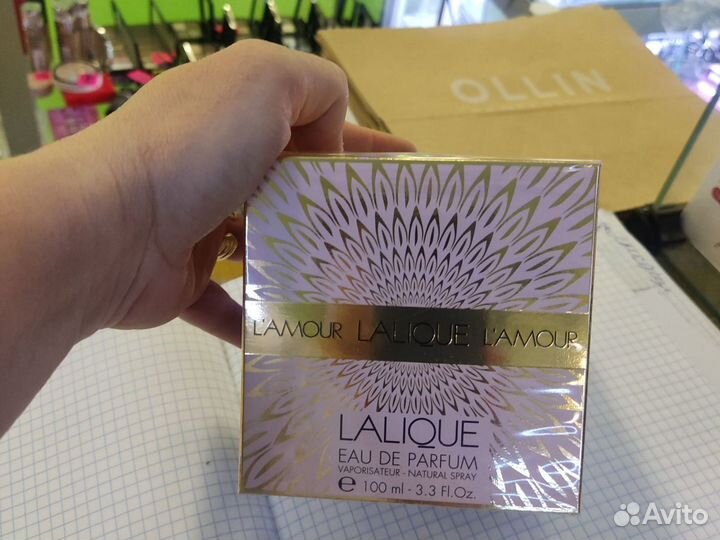 OLLIN
L'AMOUR LALIQUE L'AMOUR
LALIQUE
EAU DE PARFUM
VAPORISATEUR - NATURAL SPRAY
℮ 100 ml - 3.3 Fl.Oz.
Avito